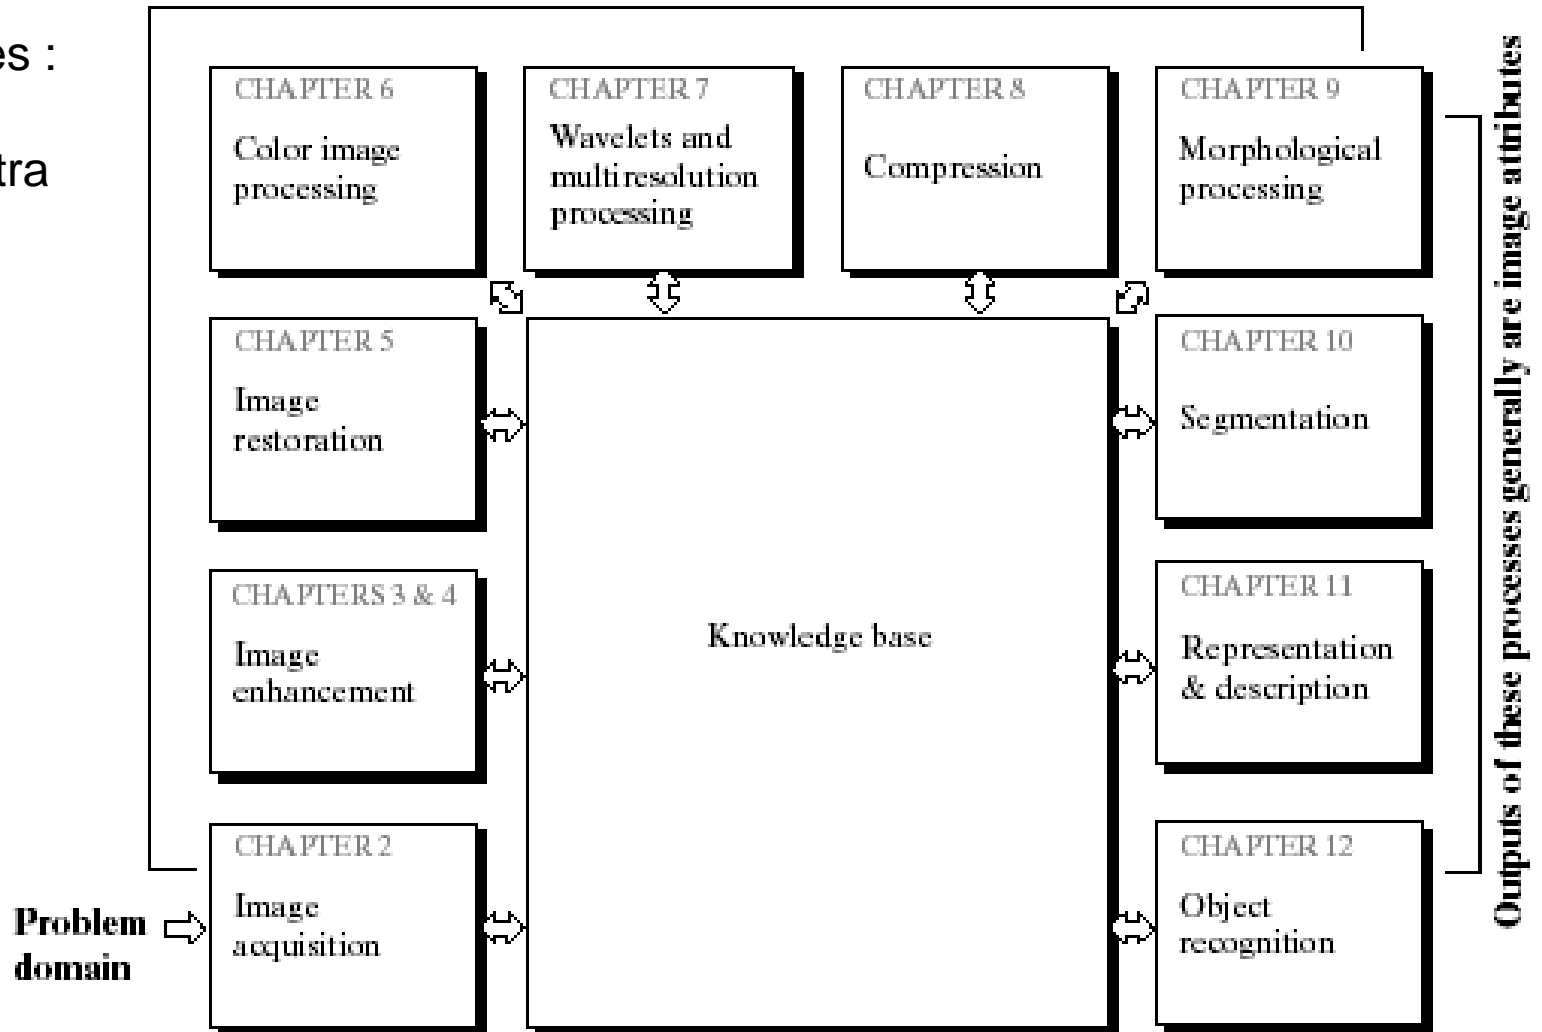 es :
tra
CHAPTER 6
Color image
processing
CHAPTER 7
Wavelets and
multiresolution
processing
CHAPTER 8
Compression
CHAPTER 9
Morphological
processing
CHAPTER 5
Image
restoration
CHAPTER 10
Segmentation
CHAPTERS 3 & 4
Image
enhancement
Knowledge base
CHAPTER 11
Representation
& description
Problem
domain
CHAPTER 2
Image
acquisition
CHAPTER 12
Object
recognition
Outputs of these processes generally are image attributes